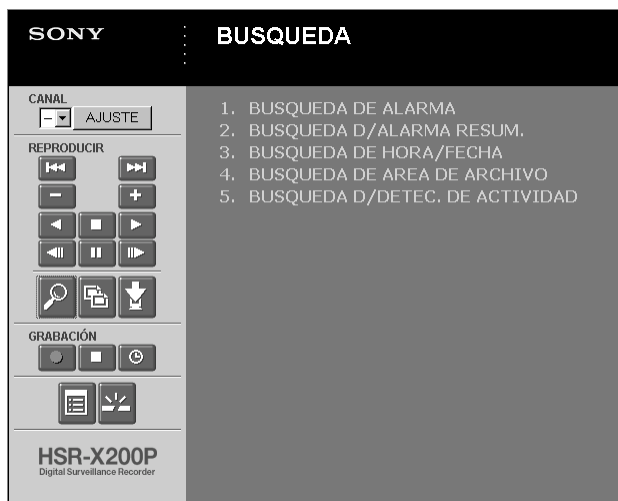 SONY
BUSQUEDA
CANAL
– AJUSTE
REPRODUCIR
GRABACIÓN
HSR-X200P
Digital Surveillance Recorder
1. BUSQUEDA DE ALARMA
2. BUSQUEDA D/ALARMA RESUM.
3. BUSQUEDA DE HORA/FECHA
4. BUSQUEDA DE AREA DE ARCHIVO
5. BUSQUEDA D/DETEC. DE ACTIVIDAD